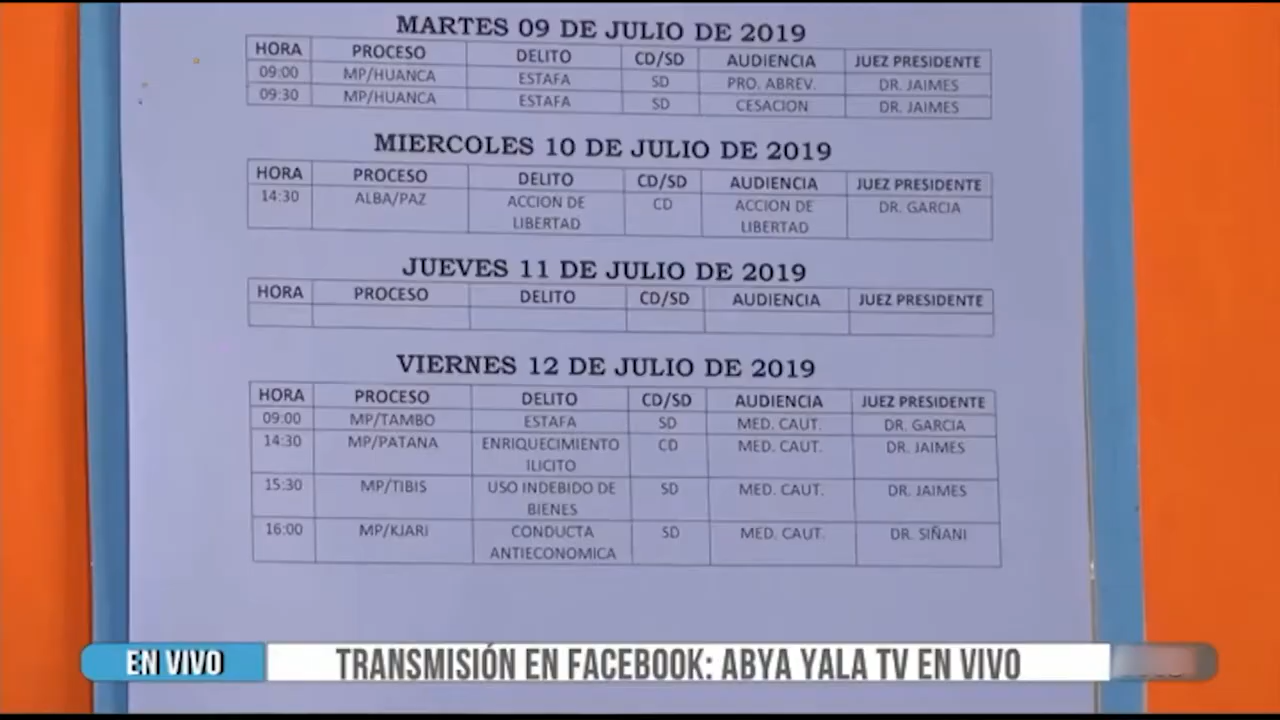 MARTES 09 DE JULIO DE 2019
HORA PROCESO DELITO CD/SD AUDIENCIA JUEZ PRESIDENTE
09:00 MP/HUANCA ESTAFA SD PRO. ABREV. DR. JAIMES
09:30 MP/HUANCA ESTAFA SD CESACION DR. JAIMES
MIERCOLES 10 DE JULIO DE 2019
HORA PROCESO DELITO CD/SD AUDIENCIA JUEZ PRESIDENTE
14:30 ALBA/PAZ ACCION DE CD ACCION DE DR. GARCIA
LIBERTAD LIBERTAD
JUEVES 11 DE JULIO DE 2019
HORA PROCESO DELITO CD/SD AUDIENCIA JUEZ PRESIDENTE
VIERNES 12 DE JULIO DE 2019
HORA PROCESO DELITO CD/SD AUDIENCIA JUEZ PRESIDENTE
09:00 MP/TAMBO ESTAFA SD MED. CAUT. DR. GARCIA
14:30 MP/PATANA ENRIQUECIMIENTO CD MED. CAUT. DR. JAIMES
ILICITO
15:30 MP/TIBIS USO INDEBIDO DE SD MED. CAUT. DR. JAIMES
BIENES
16:00 MP/KJARI CONDUCTA SD MED. CAUT. DR. SIÑANI
ANTIECONOMICA
EN VIVO TRANSMISIÓN EN FACEBOOK: ABYA YALA TV EN VIVO